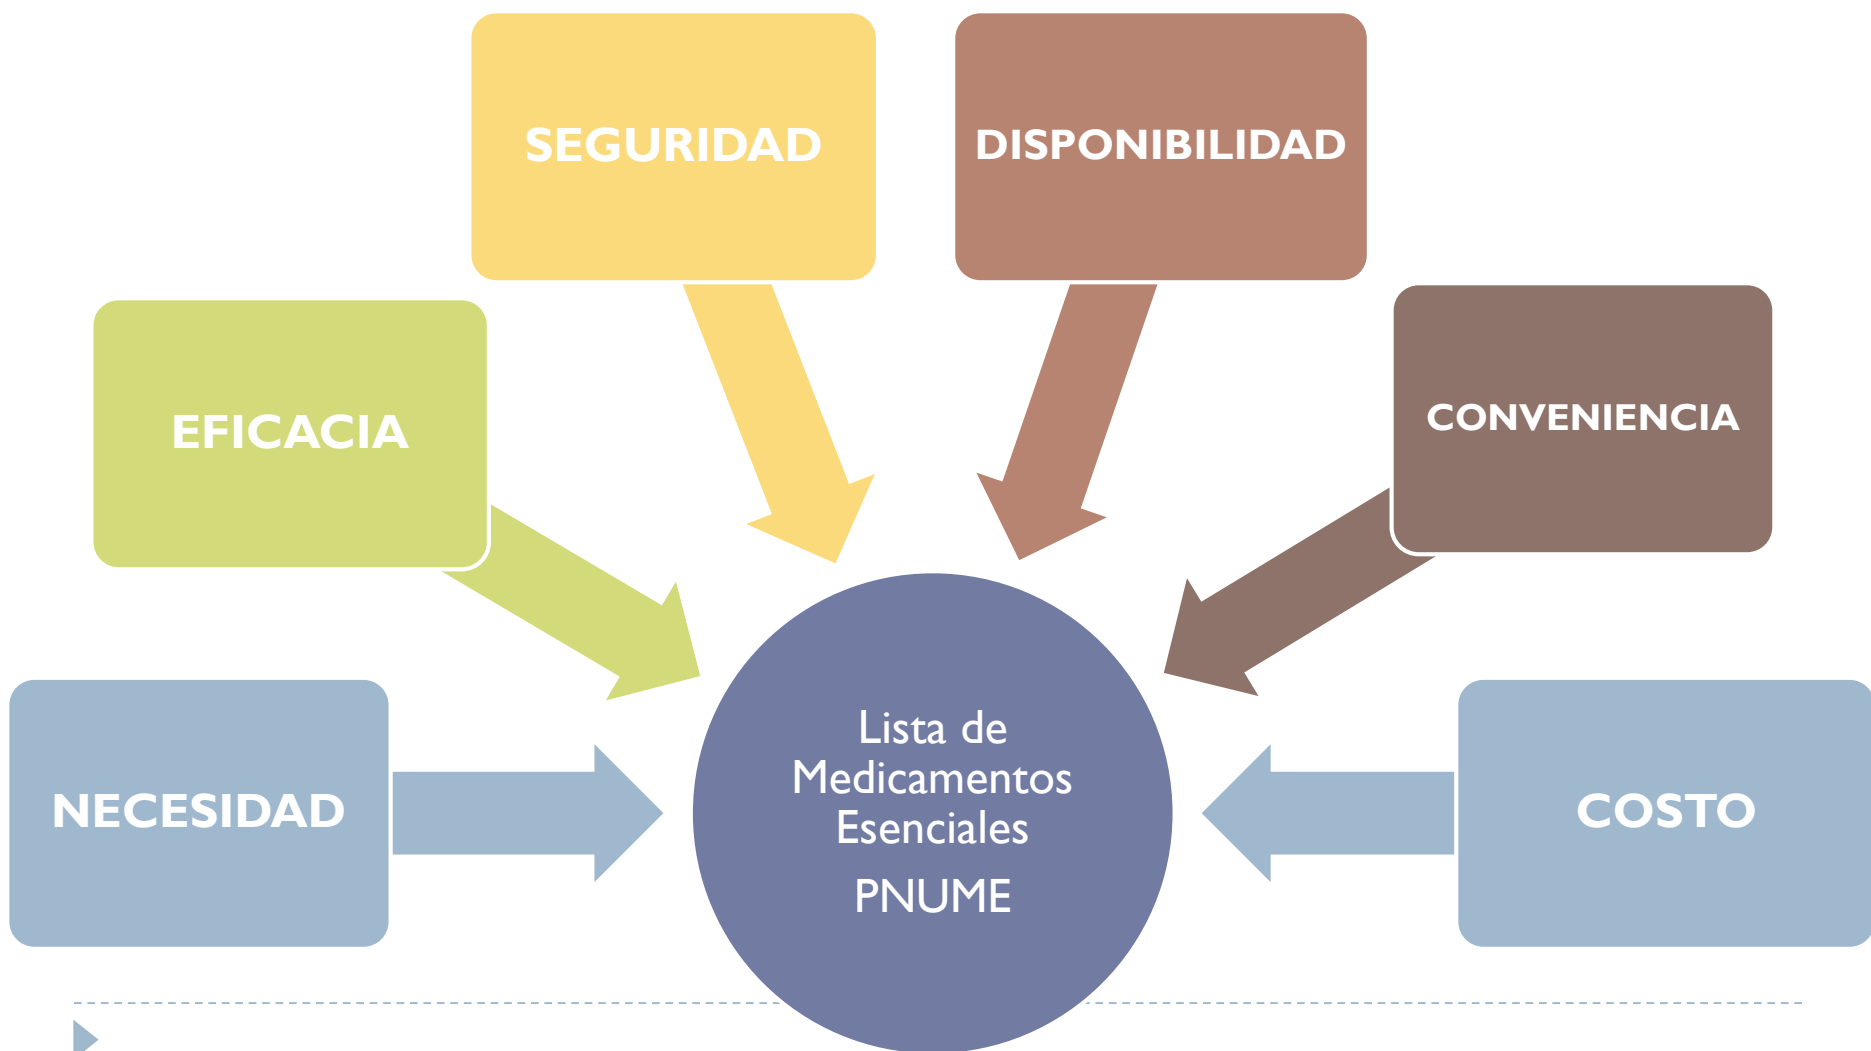 SEGURIDAD
DISPONIBILIDAD
EFICACIA
CONVENIENCIA
NECESIDAD
Lista de
Medicamentos
Esenciales
PNUME
COSTO